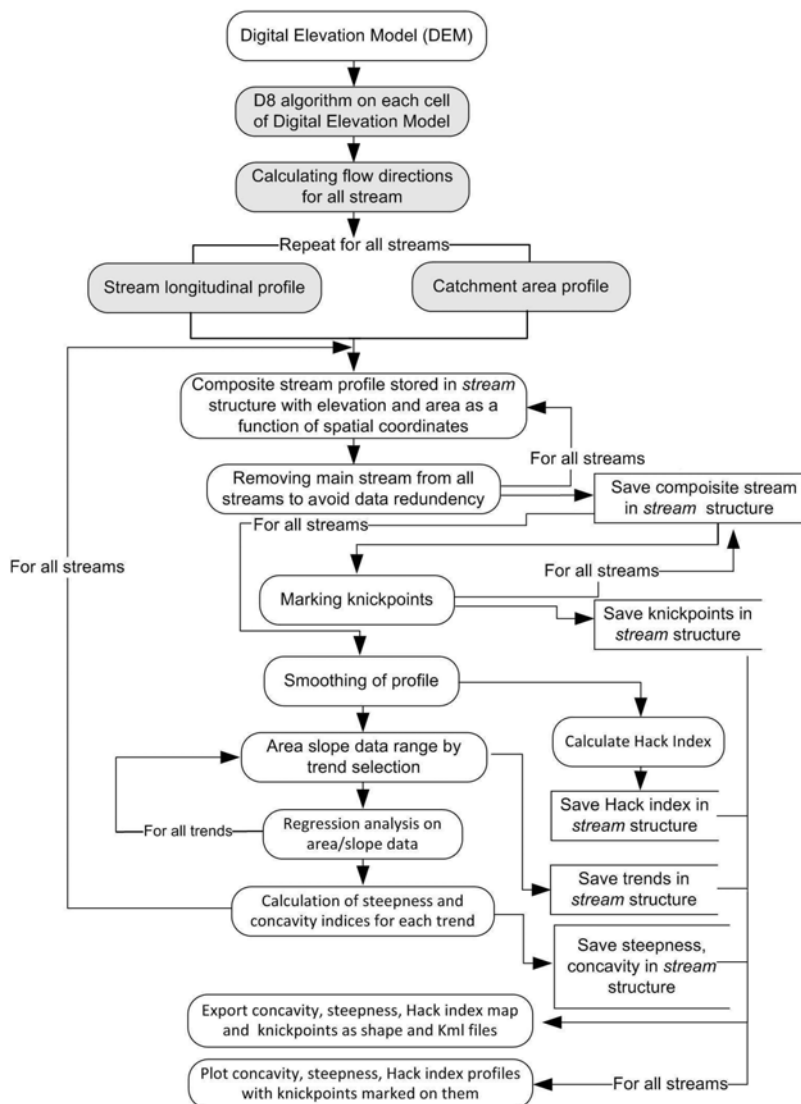 Digital Elevation Model (DEM)
D8 algorithm on each cell
of Digital Elevation Model
Calculating flow directions
for all stream
Repeat for all streams
Stream longitudinal profile
Catchment area profile
Composite stream profile stored in stream
structure with elevation and area as a
function of spatial coordinates
For all streams
Removing main stream from all
streams to avoid data redundency
Save compoisite stream
in stream structure
For all streams
For all streams
For all streams
Marking knickpoints
Save knickpoints in
stream structure
Smoothing of profile
Calculate Hack Index
Area slope data range by
trend selection
Save Hack index in
stream structure
For all trends
Regression analysis on
area/slope data
Save trends in
stream structure
Calculation of steepness and
concavity indices for each trend
Save steepness,
concavity in stream
structure
Export concavity, steepness, Hack index map
and knickpoints as shape and Kml files
Plot concavity, steepness, Hack index profiles
with knickpoints marked on them
For all streams